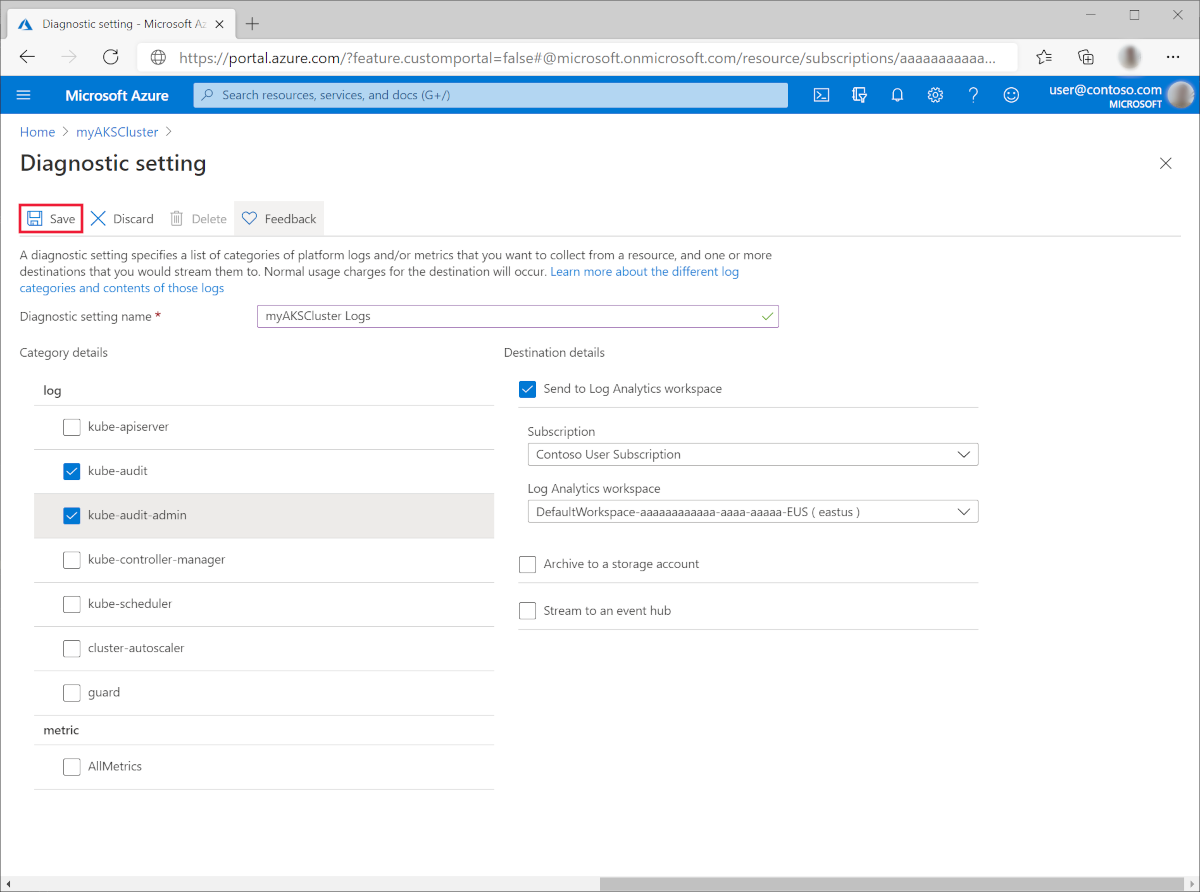 Diagnostic setting - Microsoft Az
https://portal.azure.com/?feature.customportal=false#@microsoft.onmicrosoft.com/resource/subscriptions/aaaaaaaaaaa...
Microsoft Azure
Search resources, services, and docs (G+/)
user@contoso.com
MICROSOFT
Home > myAKSCluster >
Diagnostic setting
Save Discard Delete Feedback
A diagnostic setting specifies a list of categories of platform logs and/or metrics that you want to collect from a resource, and one or more
destinations that you would stream them to. Normal usage charges for the destination will occur. Learn more about the different log
categories and contents of those logs
Diagnostic setting name *
myAKSCluster Logs
Category details
log
kube-apiserver
kube-audit
kube-audit-admin
kube-controller-manager
kube-scheduler
cluster-autoscaler
guard
metric
AllMetrics
Destination details
Send to Log Analytics workspace
Subscription
Contoso User Subscription
Log Analytics workspace
DefaultWorkspace-aaaaaaaaaaaa-aaaa-aaaaa-EUS ( eastus )
Archive to a storage account
Stream to an event hub